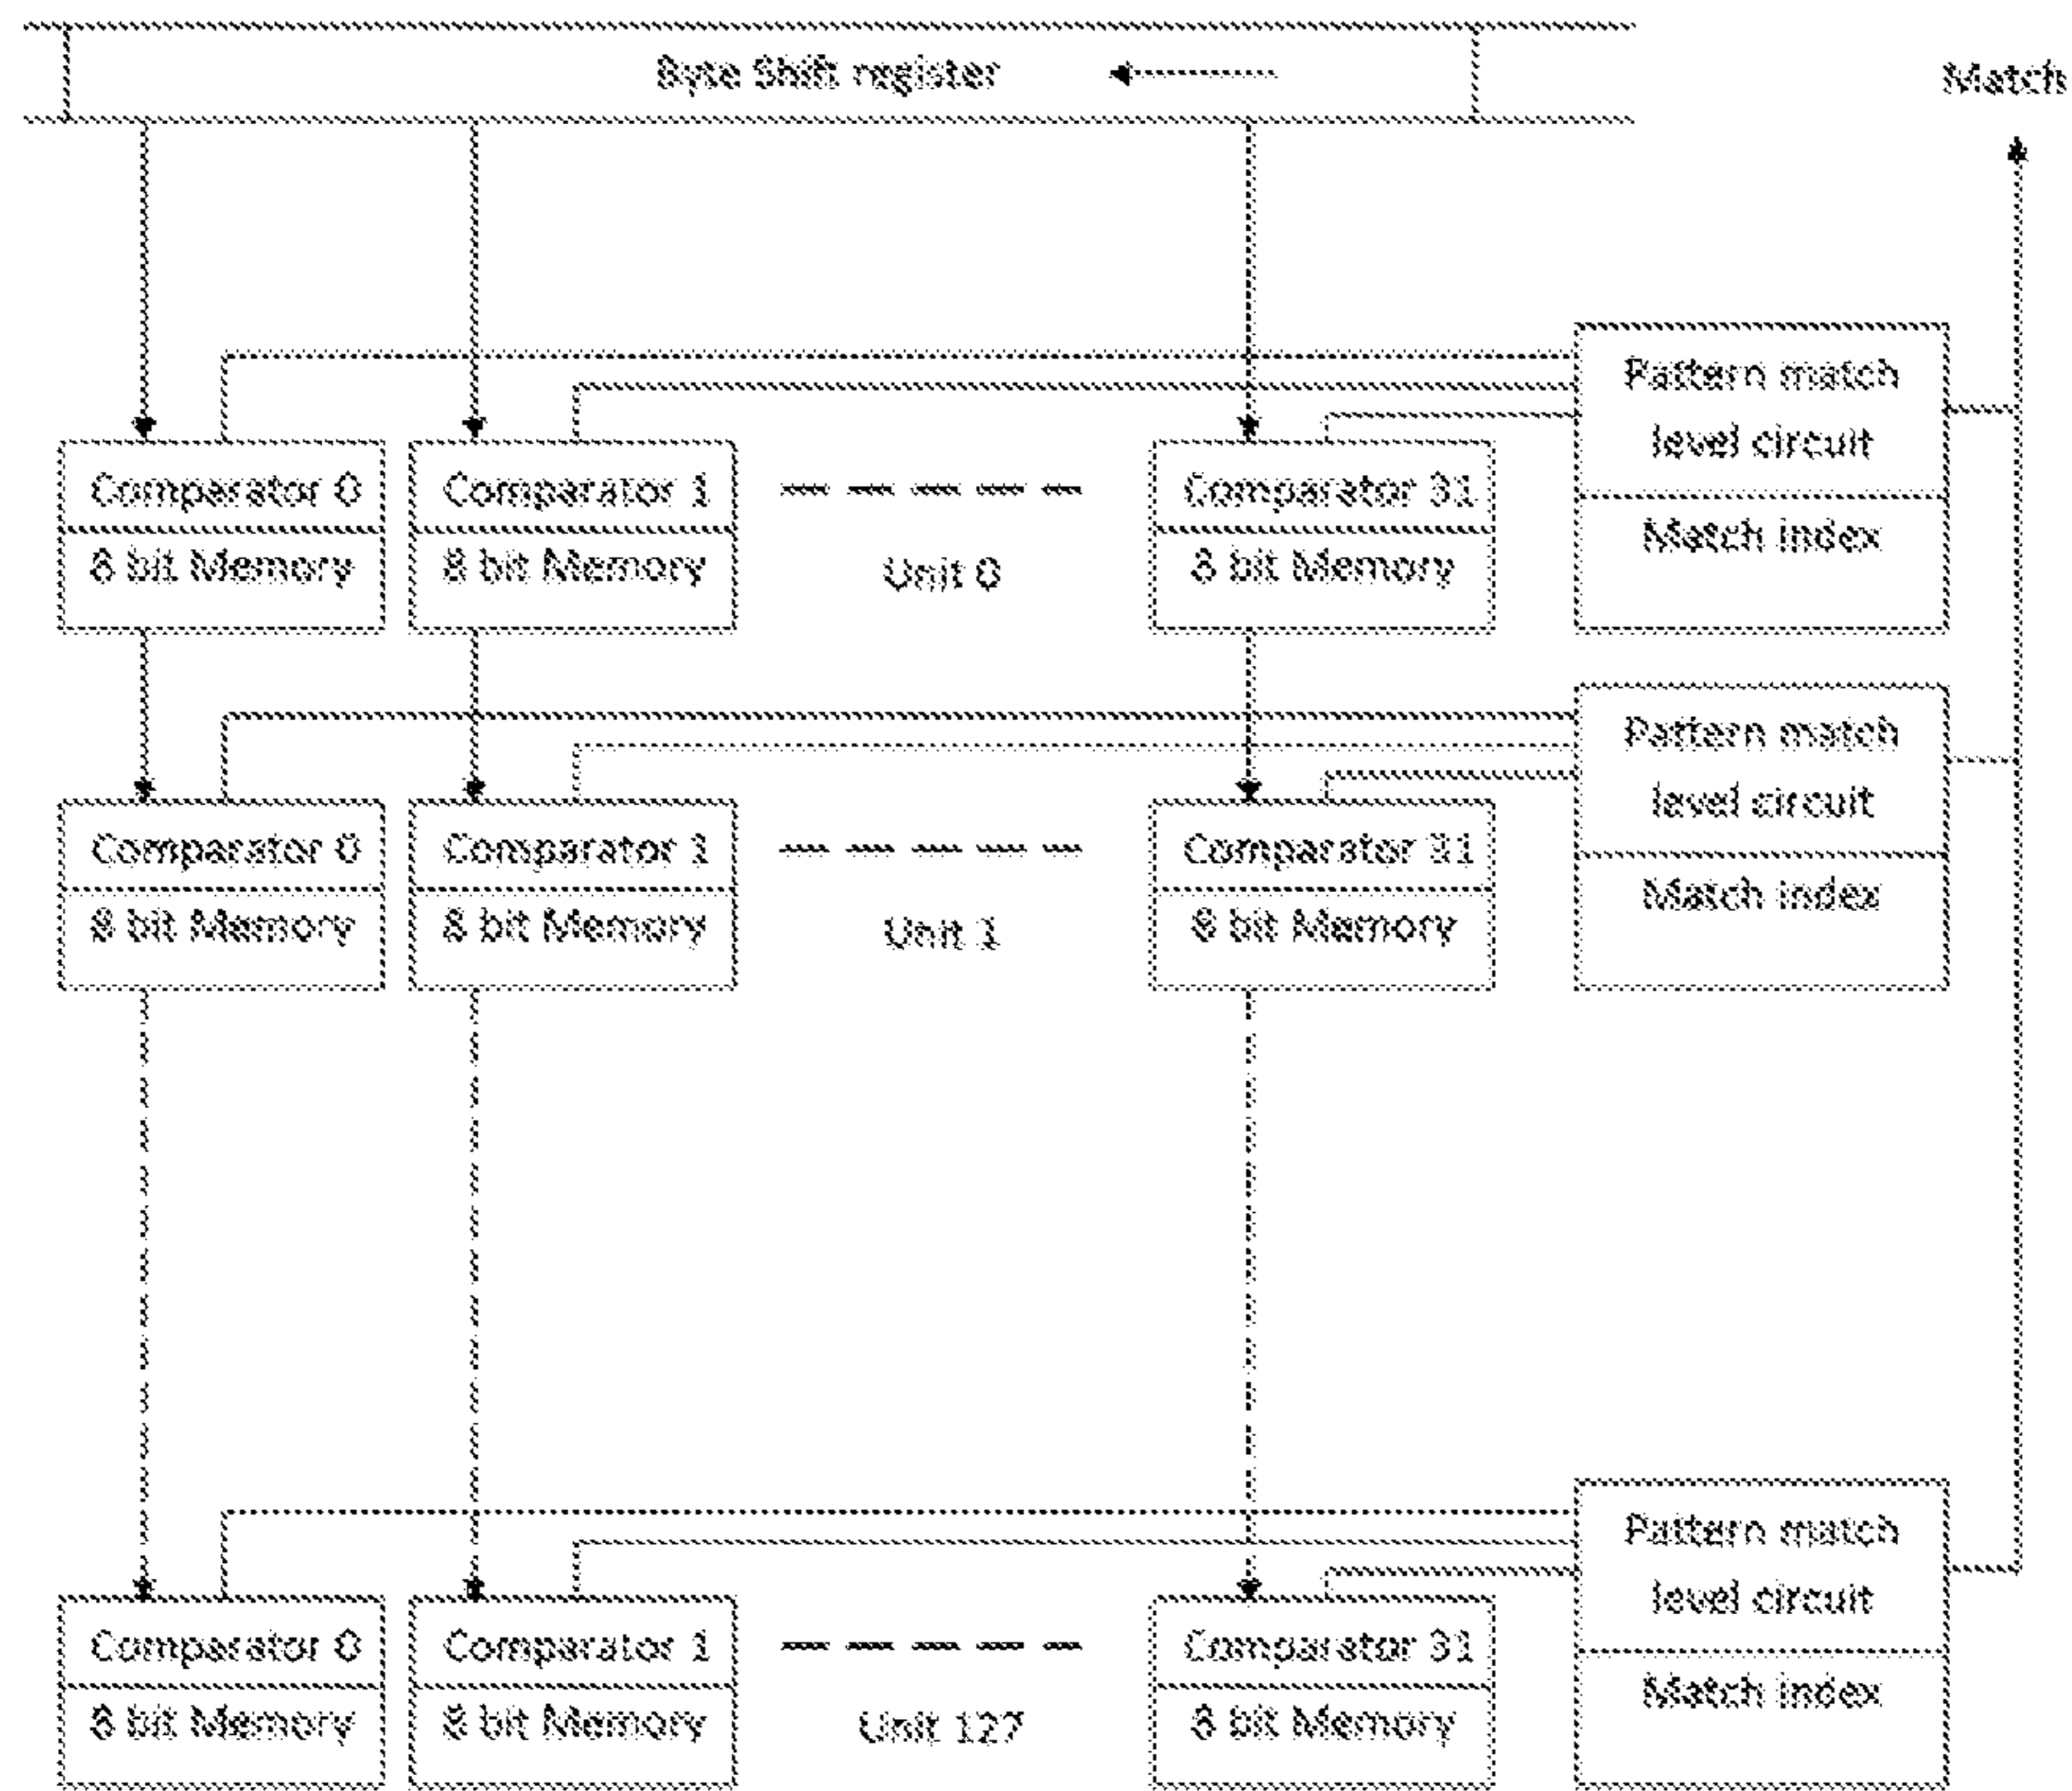 Byte Shift register
Match
Pattern match
level circuit
Match index
Comparator 0
8 bit Memory
Comparator 1
8 bit Memory
Unit 0
Comparator 31
8 bit Memory
Pattern match
level circuit
Match index
Comparator 0
8 bit Memory
Comparator 1
8 bit Memory
Unit 1
Comparator 31
8 bit Memory
Pattern match
level circuit
Match index
Comparator 0
8 bit Memory
Comparator 1
8 bit Memory
Unit 127
Comparator 31
8 bit Memory